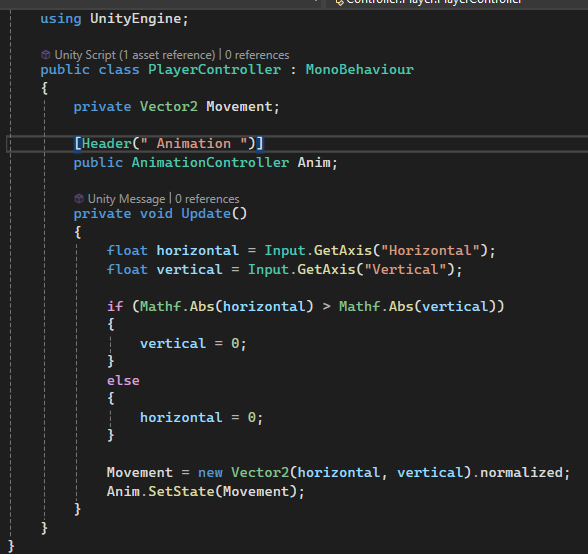 Controller.Player.PlayerController
using UnityEngine;
Unity Script (1 asset reference) | 0 references
public class PlayerController : MonoBehaviour
{
private Vector2 Movement;
[Header(" Animation ")]
public AnimationController Anim;
Unity Message | 0 references
private void Update()
{
float horizontal = Input.GetAxis("Horizontal");
float vertical = Input.GetAxis("Vertical");
if (Mathf.Abs(horizontal) > Mathf.Abs(vertical))
{
vertical = 0;
}
else
{
horizontal = 0;
}
Movement = new Vector2(horizontal, vertical).normalized;
Anim.SetState(Movement);
}
}
}